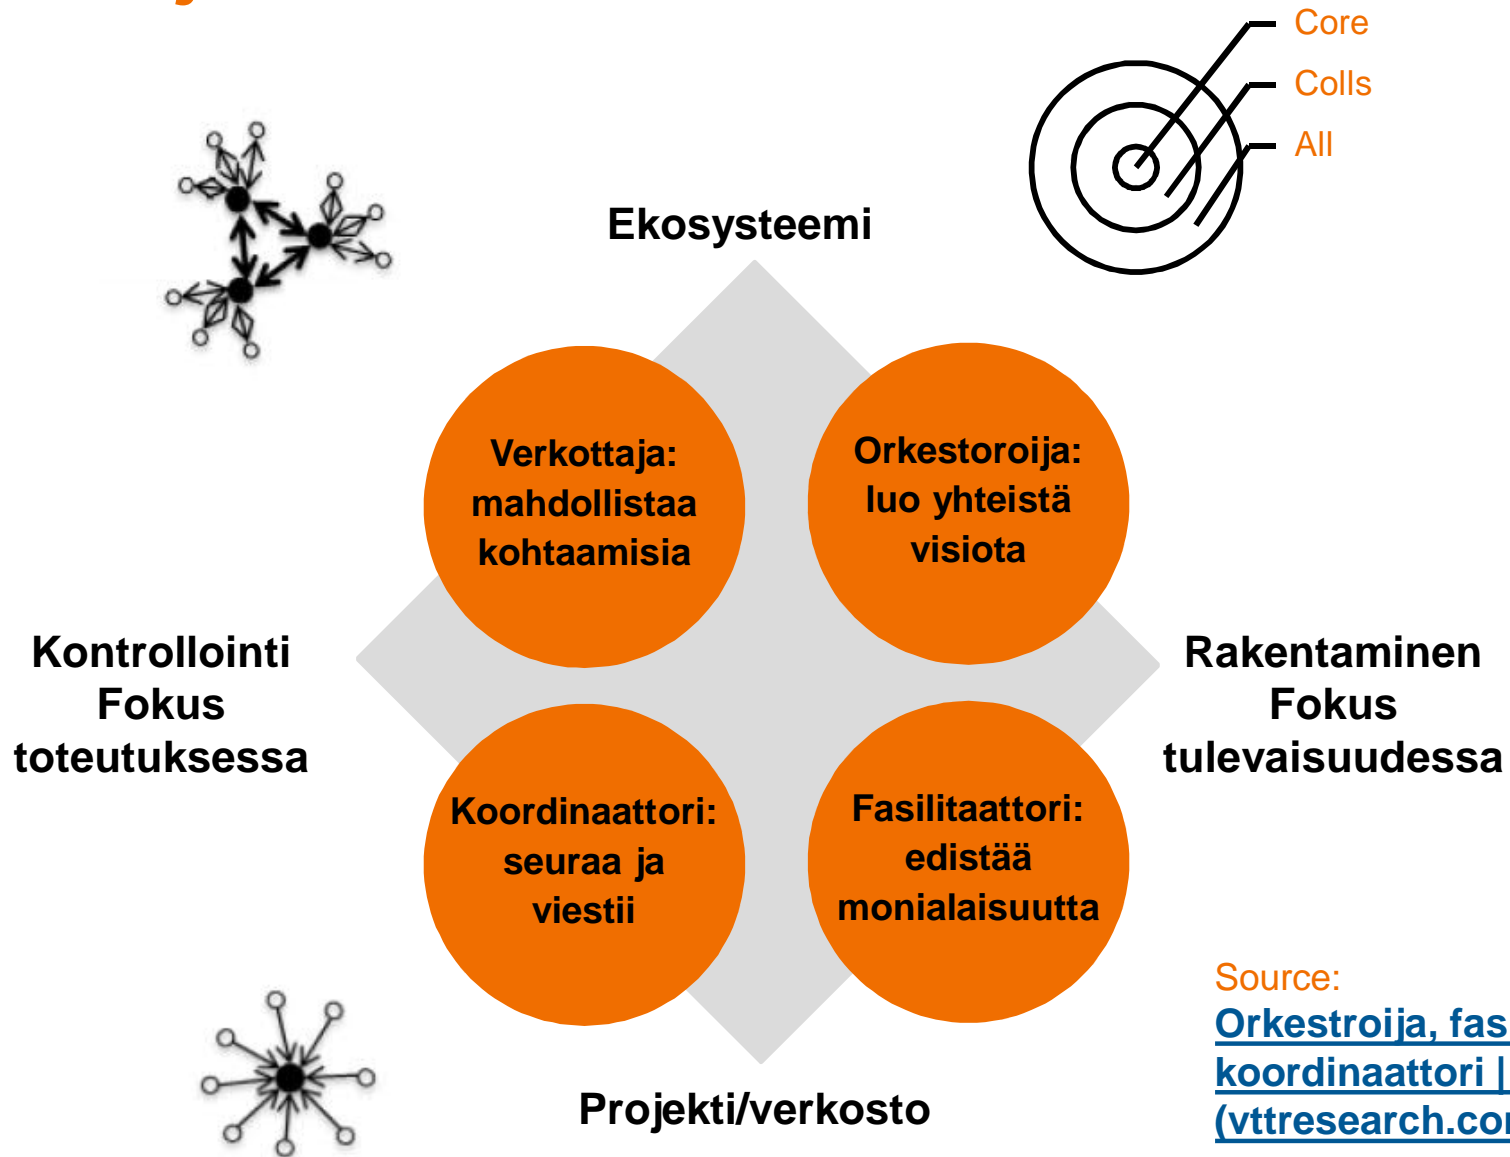 Core
Colls
All
Ekosysteemi
Verkottaja:
mahdollistaa
kohtaamisia
Orkestoroija:
luo yhteistä
visiota
Kontrollointi
Fokus
toteutuksessa
Rakentaminen
Fokus
tulevaisuudessa
Koordinaattori:
seuraa ja
viestii
Fasilitaattori:
edistää
monialaisuutta
Projekti/verkosto
Source:
Orkestroija, fas
koordinaattori |
(vttresearch.com